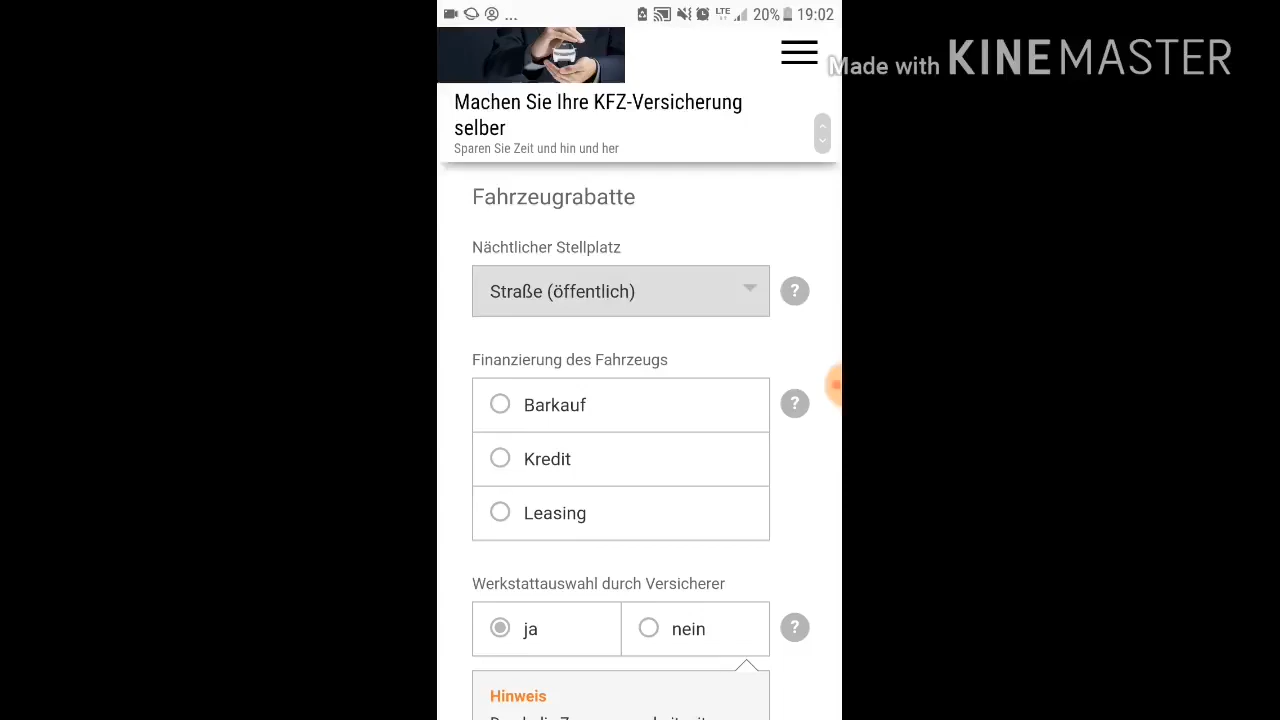 ... LTE 20% 19:02
Made with KINEMASTER
Machen Sie Ihre KFZ-Versicherung
selber
Sparen Sie Zeit und hin und her
Fahrzeugrabatte
Nächtlicher Stellplatz
Straße (öffentlich) ?
Finanzierung des Fahrzeugs
Barkauf ?
Kredit
Leasing
Werkstattauswahl durch Versicherer
ja nein ?
Hinweis